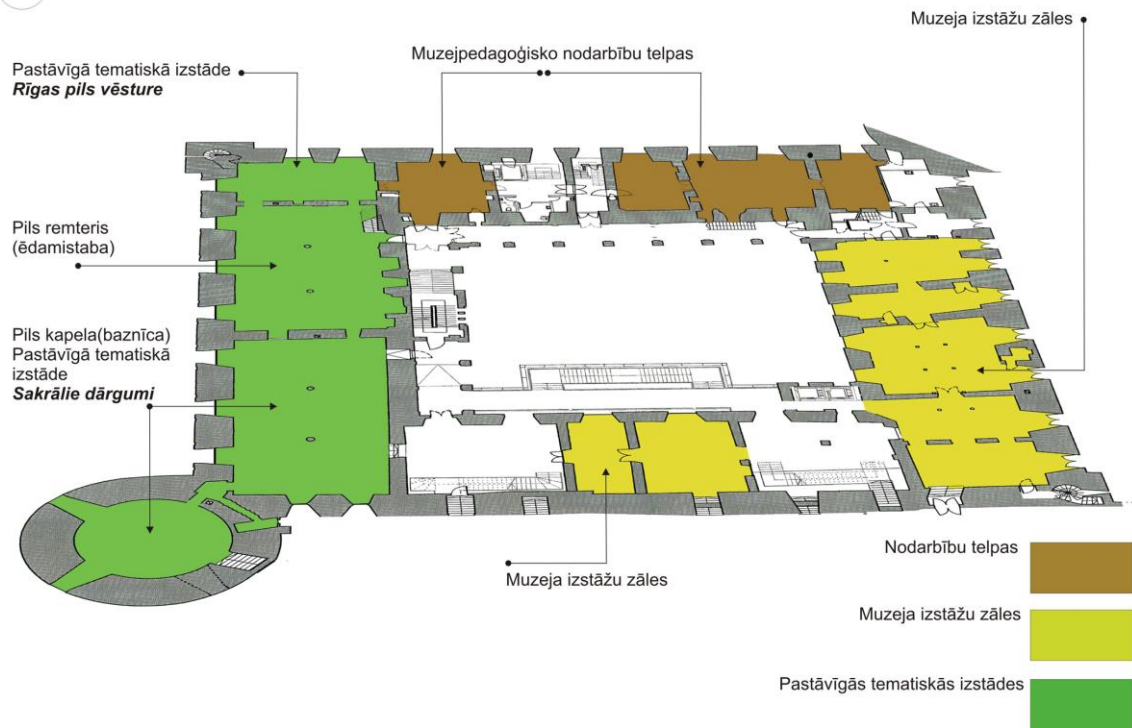 Muzeja izstāžu zāles
Muzejpedagoģisko nodarbību telpas
Pastāvīgā tematiskā izstāde
Rīgas pils vēsture
Pils remteris
(ēdamistaba)
Pils kapela(baznīca)
Pastāvīgā tematiskā
izstāde
Sakrālie dārgumi
Muzeja izstāžu zāles
Nodarbību telpas
Muzeja izstāžu zāles
Pastāvīgās tematiskās izstādes